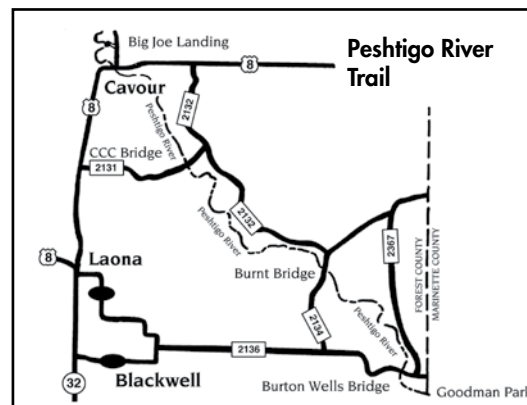 Big Joe Landing
Peshtigo River
Trail
8
Cavour
8
2132
Peshtigo River
CCC Bridge
2131
2132
Peshtigo River
Laona
8
Burnt Bridge
2367
FOREST COUNTY
MARINETTE COUNTY
2134
Peshtigo River
2136
32
Blackwell
Burton Wells Bridge
Goodman Park